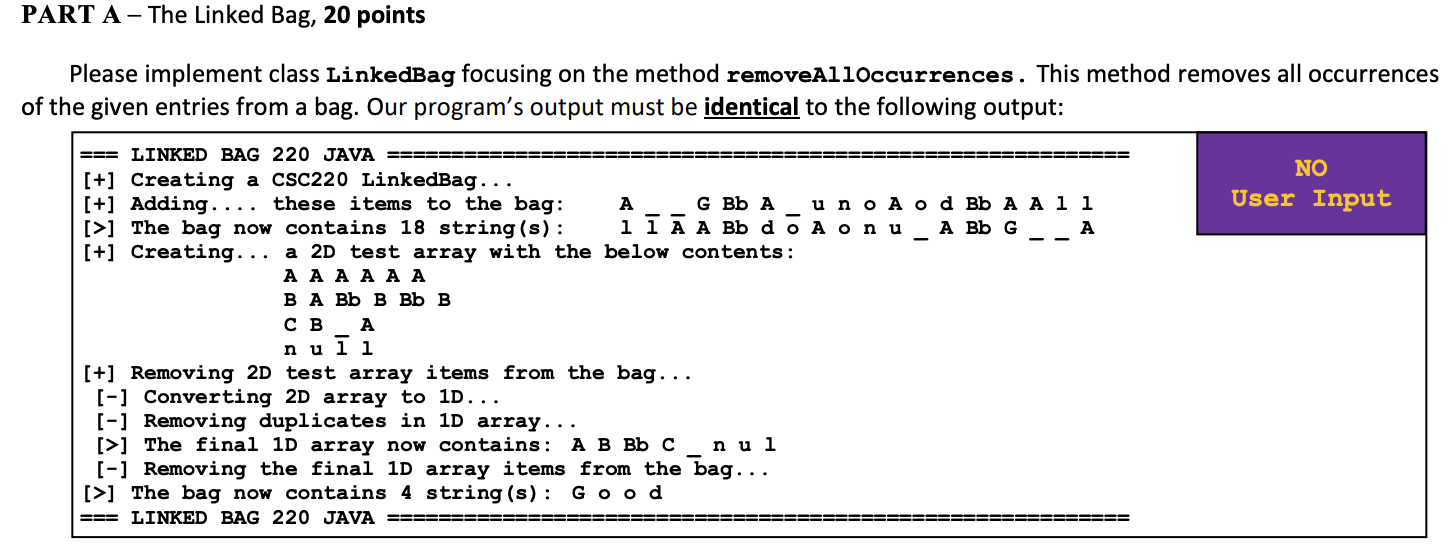 PART A – The Linked Bag, 20 points
Please implement class LinkedBag focusing on the method removeAllOccurrences. This method removes all occurrences
of the given entries from a bag. Our program's output must be identical to the following output:
=== LINKED BAG 220 JAVA ==========================================================
NO
User Input
[+] Creating a CSC220 LinkedBag...
[+] Adding.... these items to the bag:    A _ _ G Bb A _ u n o A o d Bb A A l l
[>] The bag now contains 18 string(s):    l l A A Bb d o A o n u _ A Bb G _ _ A
[+] Creating... a 2D test array with the below contents:
A A A A A A
B A Bb B Bb B
C B _ A
n u l l
[+] Removing 2D test array items from the bag...
[-] Converting 2D array to 1D...
[-] Removing duplicates in 1D array...
[>] The final 1D array now contains: A B Bb C _ n u l
[-] Removing the final 1D array items from the bag...
[>] The bag now contains 4 string(s): G o o d
=== LINKED BAG 220 JAVA ==========================================================